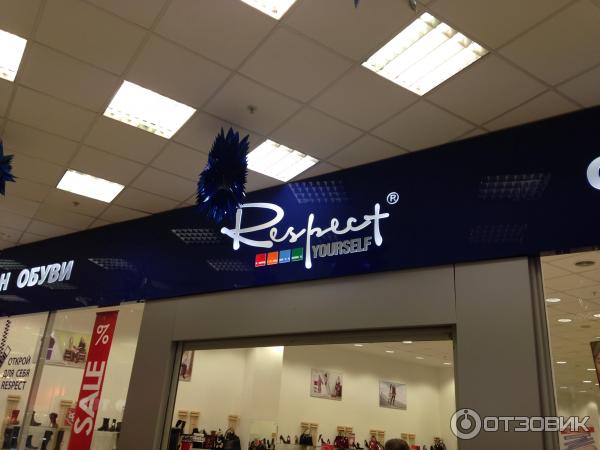 Respect ®
YOURSELF
Н ОБУВИ
ОТКРОЙ
ДЛЯ СЕБЯ
RESPECT
SALE %
ОТЗОВИК